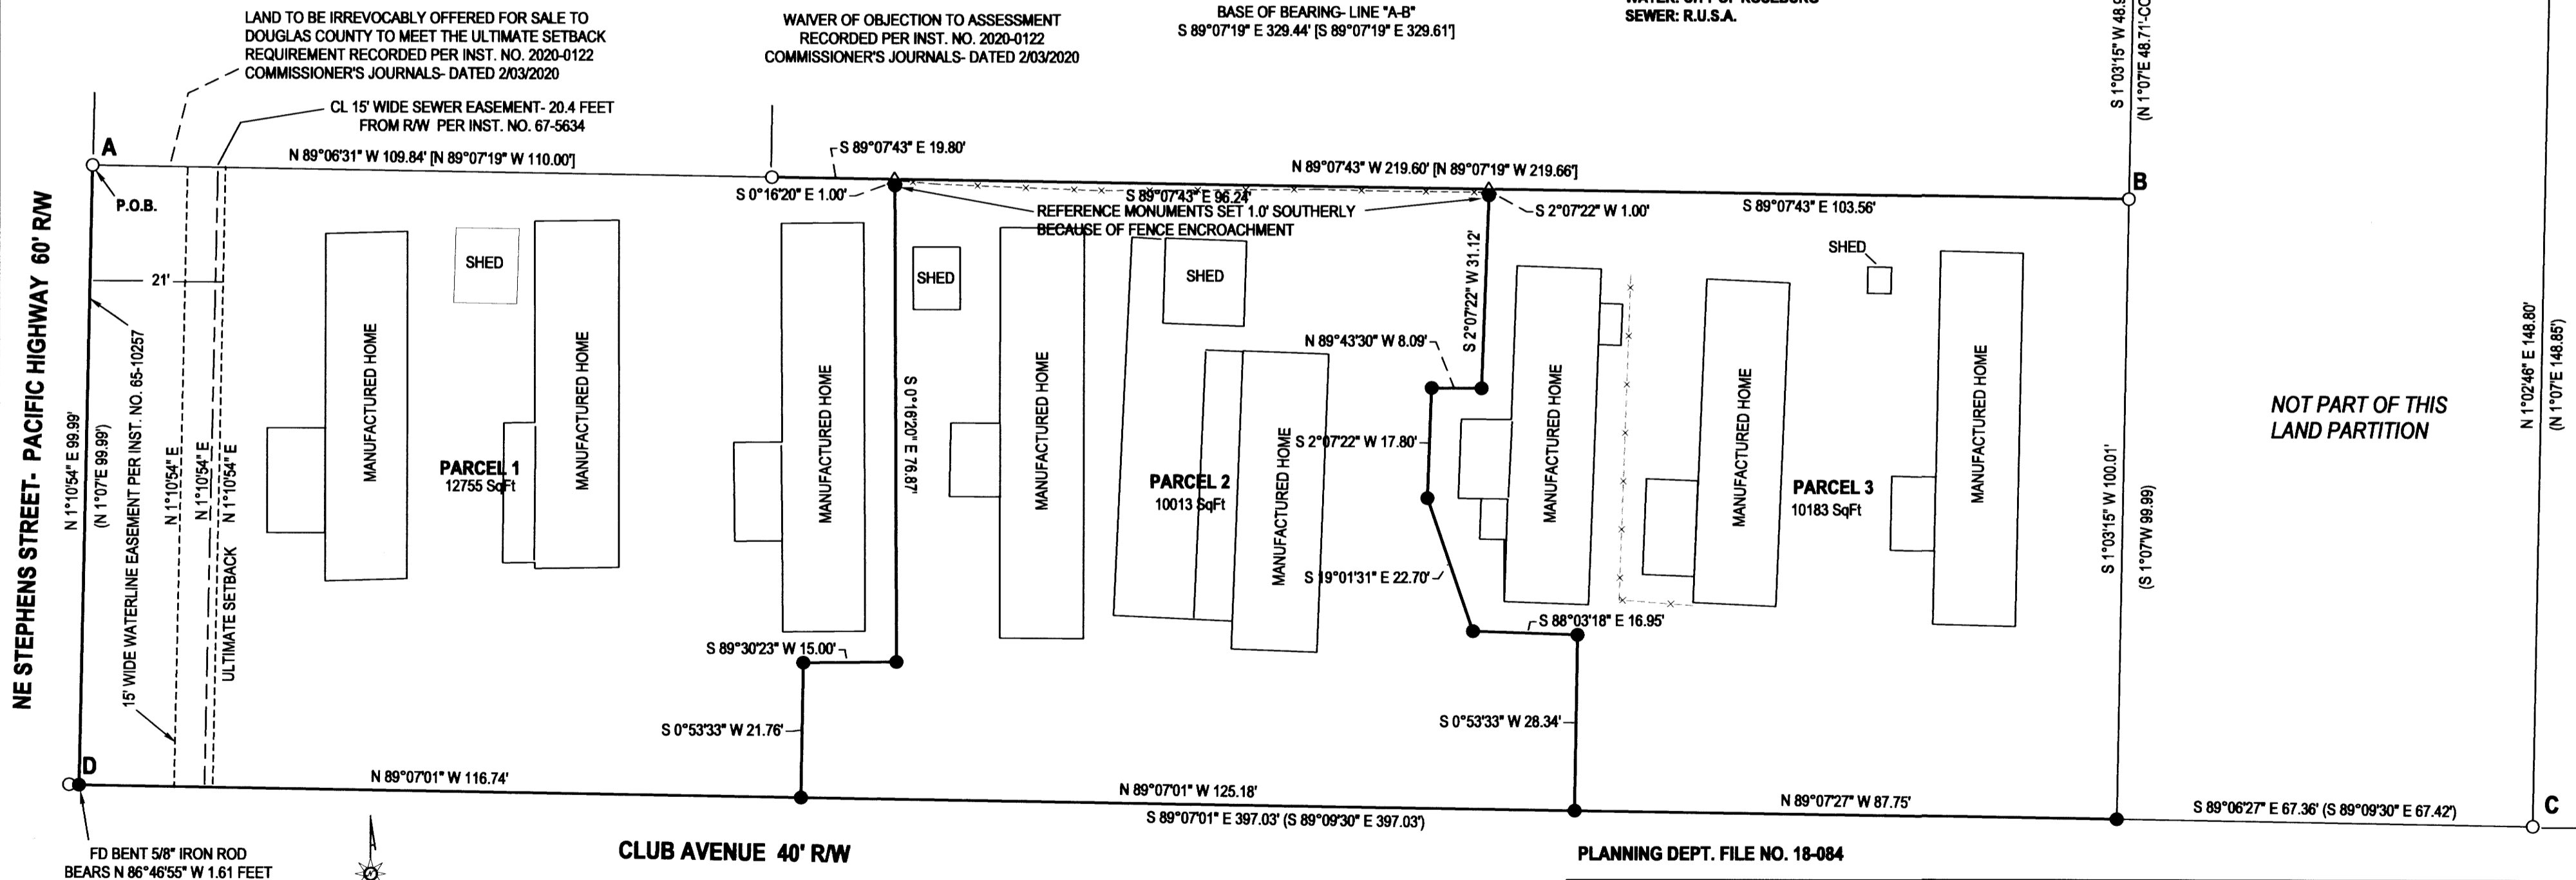 LAND TO BE IRREVOCABLY OFFERED FOR SALE TO
DOUGLAS COUNTY TO MEET THE ULTIMATE SETBACK
REQUIREMENT RECORDED PER INST. NO. 2020-0122
COMMISSIONER'S JOURNALS- DATED 2/03/2020
WAIVER OF OBJECTION TO ASSESSMENT
RECORDED PER INST. NO. 2020-0122
COMMISSIONER'S JOURNALS- DATED 2/03/2020
BASE OF BEARING- LINE "A-B"
S 89°07'19" E 329.44' [S 89°07'19" E 329.61']
SEWER: R.U.S.A.
S 1°03'15" W
(N 1°07'E 48.71'
CL 15' WIDE SEWER EASEMENT- 20.4 FEET
FROM R/W PER INST. NO. 67-5634
A
N 89°06'31" W 109.84' [N 89°07'19" W 110.00']
S 89°07'43" E 19.80'
N 89°07'43" W 219.60' [N 89°07'19" W 219.66']
B
P.O.B.
S 0°16'20" E 1.00'
S 89°07'43" E 96.24'
REFERENCE MONUMENTS SET 1.0' SOUTHERLY
BECAUSE OF FENCE ENCROACHMENT
S 2°07'22" W 1.00'
S 89°07'43" E 103.56'
NE STEPHENS STREET- PACIFIC HIGHWAY 60' R/W
N 1°10'54" E 99.99'
(N 1°07'E 99.99')
21'
15' WIDE WATERLINE EASEMENT PER INST. NO. 65-10257
N 1°10'54" E
N 1°10'54" E
N 1°10'54" E
ULTIMATE SETBACK
MANUFACTURED HOME
SHED
MANUFACTURED HOME
PARCEL 1
12755 SqFt
MANUFACTURED HOME
S 0°16'20" E 76.87'
SHED
MANUFACTURED HOME
SHED
MANUFACTURED HOME
PARCEL 2
10013 SqFt
S 2°07'22" W 31.12'
N 89°43'30" W 8.09'
S 2°07'22" W 17.80'
S 19°01'31" E 22.70'
MANUFACTURED HOME
S 88°03'18" E 16.95'
MANUFACTURED HOME
SHED
PARCEL 3
10183 SqFt
MANUFACTURED HOME
S 1°03'15" W 100.01'
(S 1°07'W 99.99')
NOT PART OF THIS
LAND PARTITION
N 1°02'46" E 148.80'
(N 1°07'E 148.85')
S 89°30'23" W 15.00'
S 0°53'33" W 21.76'
S 0°53'33" W 28.34'
D
N 89°07'01" W 116.74'
N 89°07'01" W 125.18'
S 89°07'01" E 397.03' (S 89°09'30" E 397.03')
N 89°07'27" W 87.75'
S 89°06'27" E 67.36' (S 89°09'30" E 67.42')
C
FD BENT 5/8" IRON ROD
BEARS N 86°46'55" W 1.61 FEET
CLUB AVENUE 40' R/W
PLANNING DEPT. FILE NO. 18-084